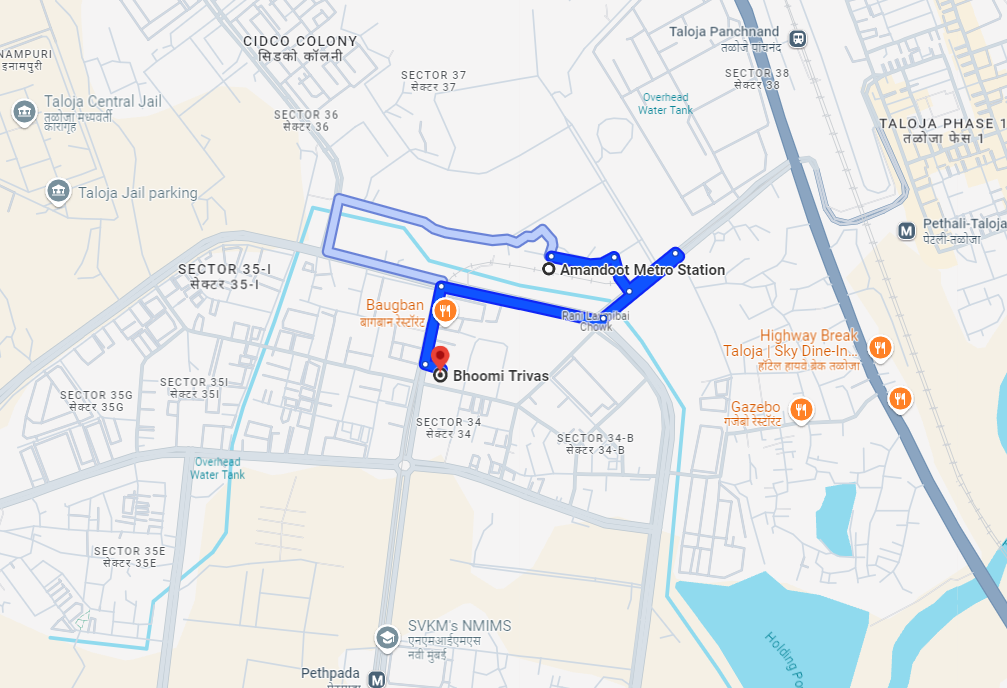 Taloja Panchnand
तळोजे पाचनंद
CIDCO COLONY
सिडको कॉलनी
NAMPURI
इनामपुरी
SECTOR 37
सेक्टर 37
SECTOR 38
सेक्टर 38
Taloja Central Jail
तळोजा मध्यवर्ती
कारागृह
Overhead
Water Tank
SECTOR 36
सेक्टर 36
TALOJA PHASE 1
तळोजा फेस 1
Taloja Jail parking
Pethali-Taloja
पेटली-तळोजा
SECTOR 35-I
सेक्टर 35-I
Amandoot Metro Station
Baugban
बागबान रेस्टॉरंट
Chowk
Highway Break
Taloja | Sky Dine-In...
हॉटेल हायवे ब्रेक तळोजा
Bhoomi Trivas
SECTOR 35I
सेक्टर 35I
SECTOR 35G
सेक्टर 35G
Gazebo
गजेबो रेस्टॉरंट
SECTOR 34
सेक्टर 34
SECTOR 34-B
सेक्टर 34-B
Overhead
Water Tank
SECTOR 35E
सेक्टर 35E
SVKM's NMIMS
एनएमआईएमएस
नवी मुंबई
Holding Po
Pethpada